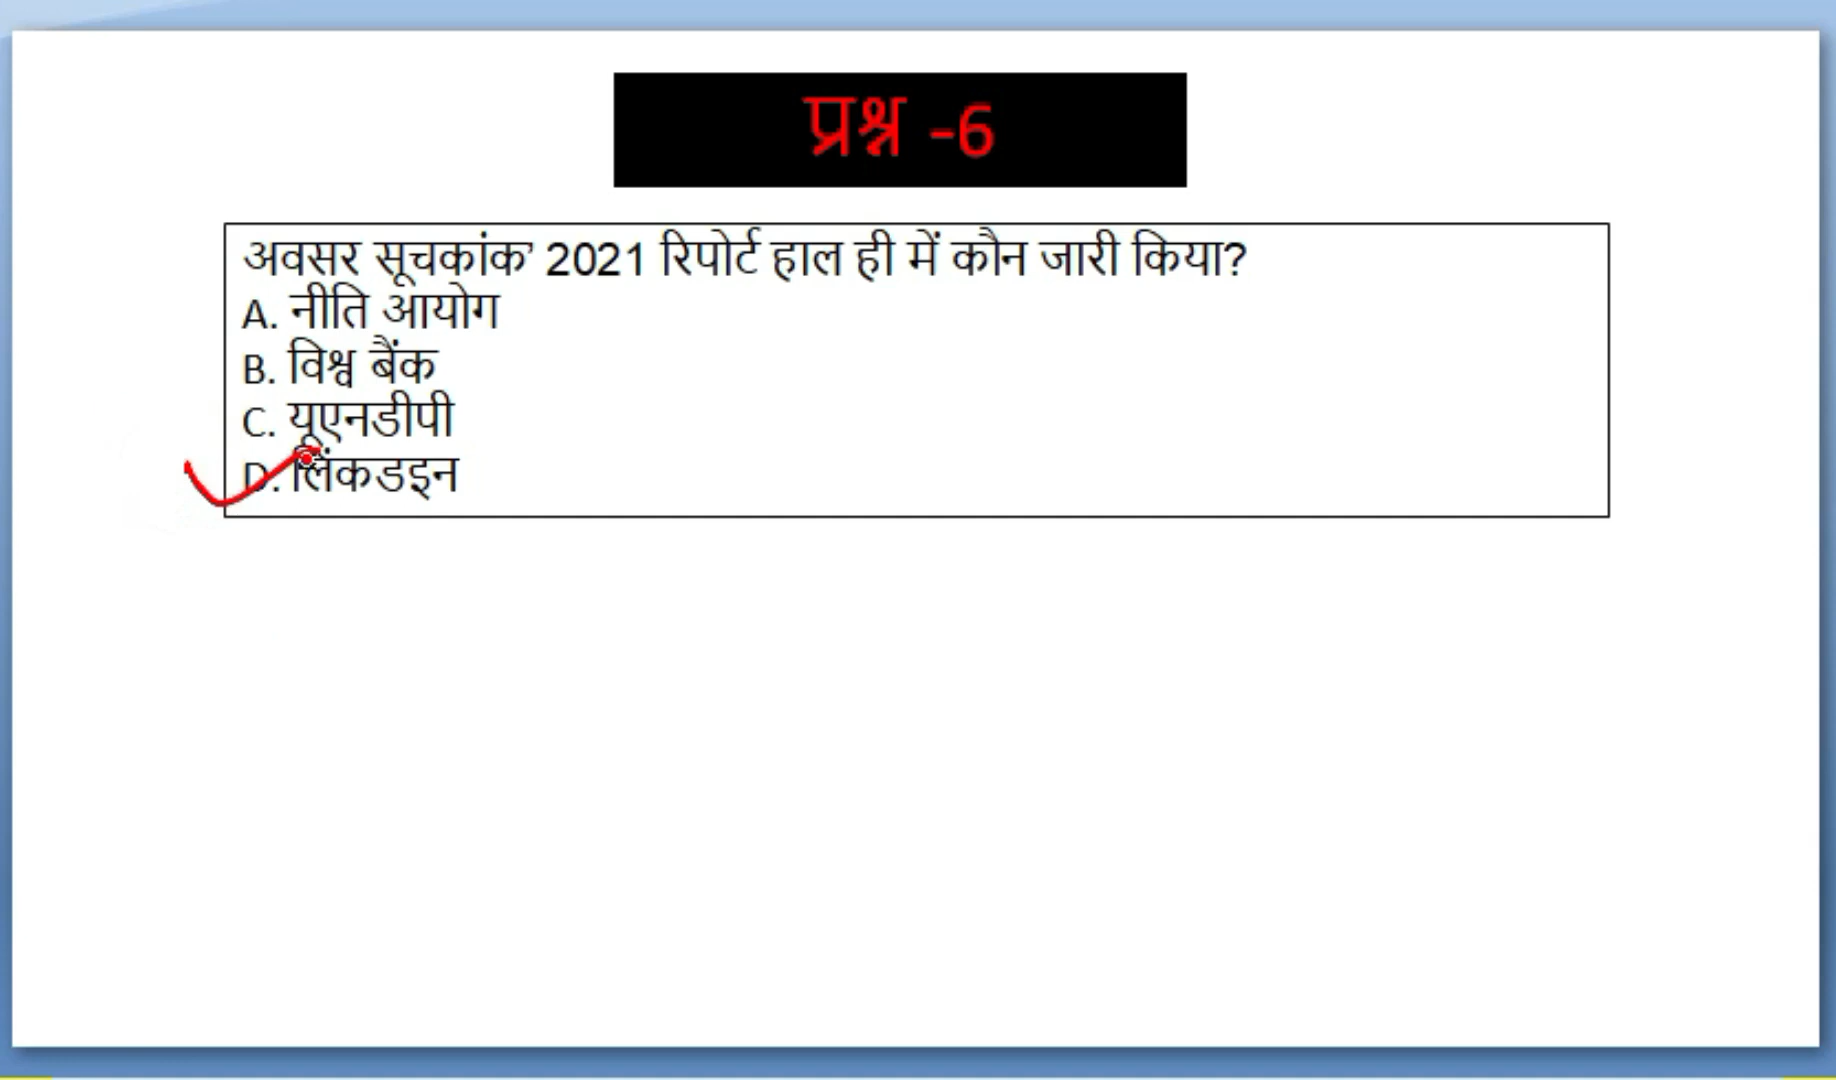 प्रश्न -6
अवसर सूचकांक’ 2021 रिपोर्ट हाल ही में कौन जारी किया?
A. नीति आयोग
B. विश्व बैंक
C. यूएनडीपी
D. लिंकडइन